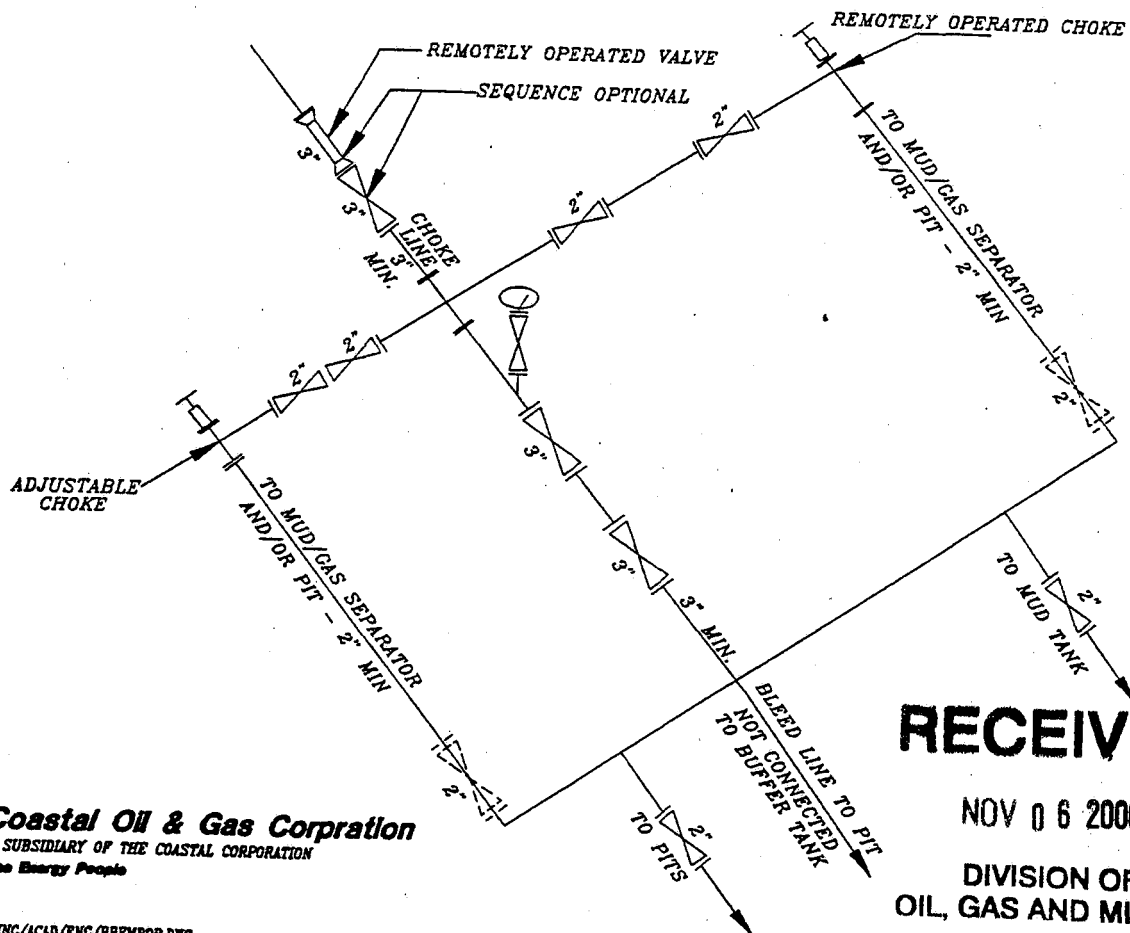 REMOTELY OPERATED CHOKE
REMOTELY OPERATED VALVE
SEQUENCE OPTIONAL
3"
3"
CHOKE
LINE
3"
MIN.
2"
2"
TO MUD/GAS SEPARATOR
AND/OR PIT - 2" MIN
2"
2"
2"
ADJUSTABLE
CHOKE
TO MUD/GAS SEPARATOR
AND/OR PIT - 2" MIN
2"
3"
3"
3" MIN.
BLEED LINE TO PIT
NOT CONNECTED
TO BUFFER TANK
2"
TO MUD TANK
2"
TO PITS
RECEIV
NOV 06 200
DIVISION OF
OIL, GAS AND MI
Coastal Oil & Gas Corpration
SUBSIDIARY OF THE COASTAL CORPORATION
Energy People